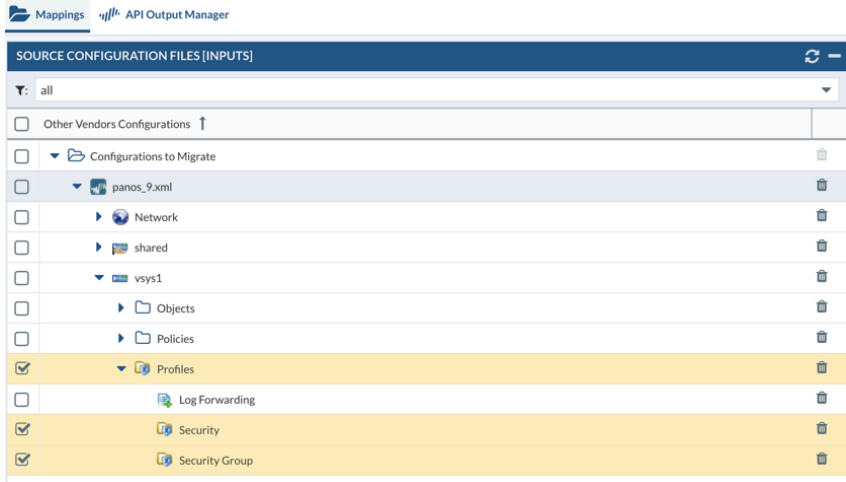 Mappings API Output Manager
SOURCE CONFIGURATION FILES [INPUTS]
: all
Other Vendors Configurations
Configurations to Migrate
panos_9.xml
Network
shared
vsys1
Objects
Policies
Profiles
Log Forwarding
Security
Security Group